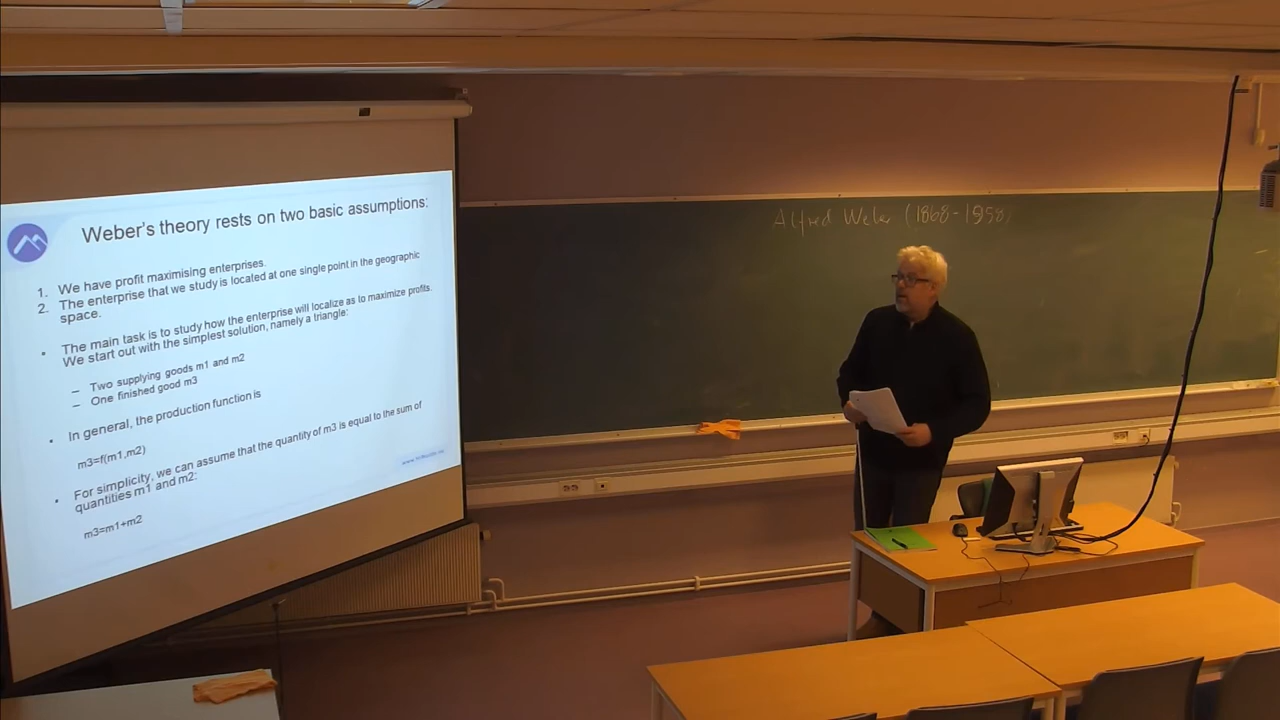 Weber's theory rests on two basic assumptions:
1. We have profit maximising enterprises.
2. The enterprise that we study is located at one single point in the geographic
space.
• The main task is to study how the enterprise will localize as to maximize profits.
We start out with the simplest solution, namely a triangle:
– Two supplying goods m1 and m2
– One finished good m3
• In general, the production function is
m3=f(m1,m2)
• For simplicity, we can assume that the quantity of m3 is equal to the sum of
quantities m1 and m2:
m3=m1+m2
Alfred Weber (1868-1958)